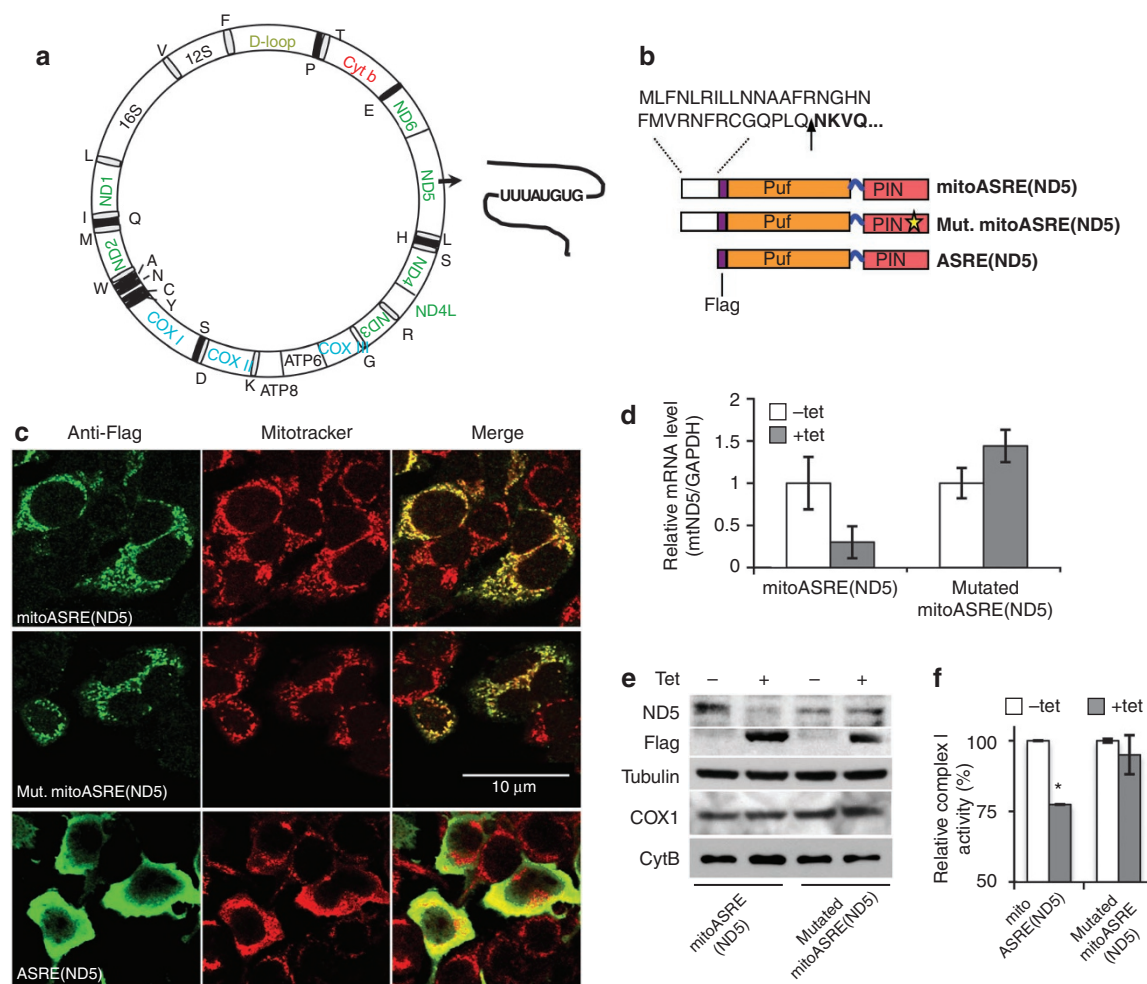 a
F
T
V
12S
D-loop
P
Cyt b
E
16S
ND6
L
ND1
ND5
UUUAUGUG
I
Q
M
ND2
H
L
S
ND4
W
A
N
C
Y
COX I
S
D
COX II
K
ATP8
ATP6
COX III
G
ND3
R
ND4L
b
MLFNLRILLNNAAFRNGHN
FMVRNFRCGQPLQNKVQ...
Puf
PIN
mitoASRE(ND5)
Puf
PIN
Mut. mitoASRE(ND5)
Puf
PIN
ASRE(ND5)
Flag
c
Anti-Flag
Mitotracker
Merge
mitoASRE(ND5)
Mut. mitoASRE(ND5)
10 μm
ASRE(ND5)
d
Relative mRNA level
(mtND5/GAPDH)
2
1.5
1
0.5
0
–tet
+tet
mitoASRE(ND5)
Mutated
mitoASRE(ND5)
e
Tet – + – +
ND5
Flag
Tubulin
COX1
CytB
mitoASRE
(ND5)
Mutated
mitoASRE(ND5)
f
–tet
+tet
Relative complex I
activity (%)
100
75
50
*
mito
ASRE(ND5)
Mutated
mitoASRE
(ND5)